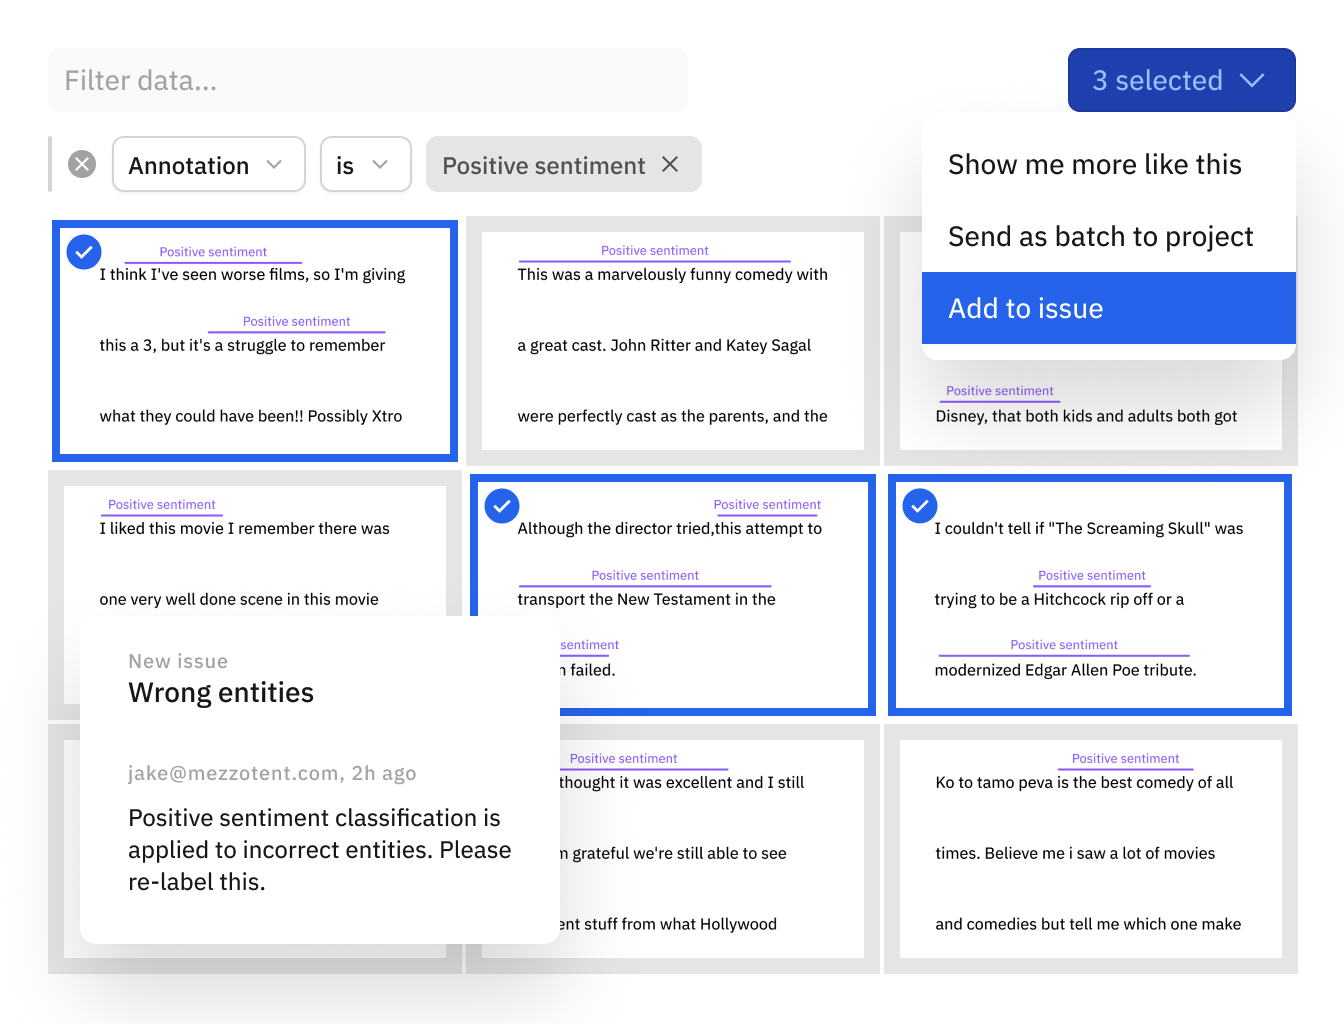 Filter data...
3 selected
Annotation
is
Positive sentiment
Show me more like this
Send as batch to project
Add to issue
Positive sentiment
I think I've seen worse films, so I'm giving
Positive sentiment
this a 3, but it's a struggle to remember
what they could have been!! Possibly Xtro
Positive sentiment
This was a marvelously funny comedy with
a great cast. John Ritter and Katey Sagal
were perfectly cast as the parents, and the
Positive sentiment
Disney, that both kids and adults both got
Positive sentiment
I liked this movie I remember there was
one very well done scene in this movie
Positive sentiment
Although the director tried,this attempt to
Positive sentiment
transport the New Testament in the
sentiment
failed.
Positive sentiment
I couldn't tell if "The Screaming Skull" was
Positive sentiment
trying to be a Hitchcock rip off or a
Positive sentiment
modernized Edgar Allen Poe tribute.
New issue
Wrong entities
jake@mezzotent.com, 2h ago
Positive sentiment classification is
applied to incorrect entities. Please
re-label this.
Positive sentiment
thought it was excellent and I still
grateful we're still able to see
stuff from what Hollywood
Positive sentiment
Ko to tamo peva is the best comedy of all
times. Believe me i saw a lot of movies
and comedies but tell me which one make